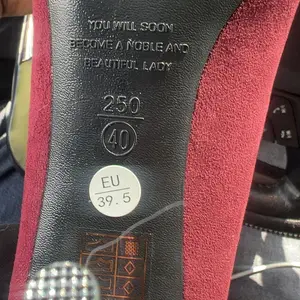 YOU WILL SOON
BECOME A NOBLE AND
BEAUTIFUL LADY
250
40
EU
39.5